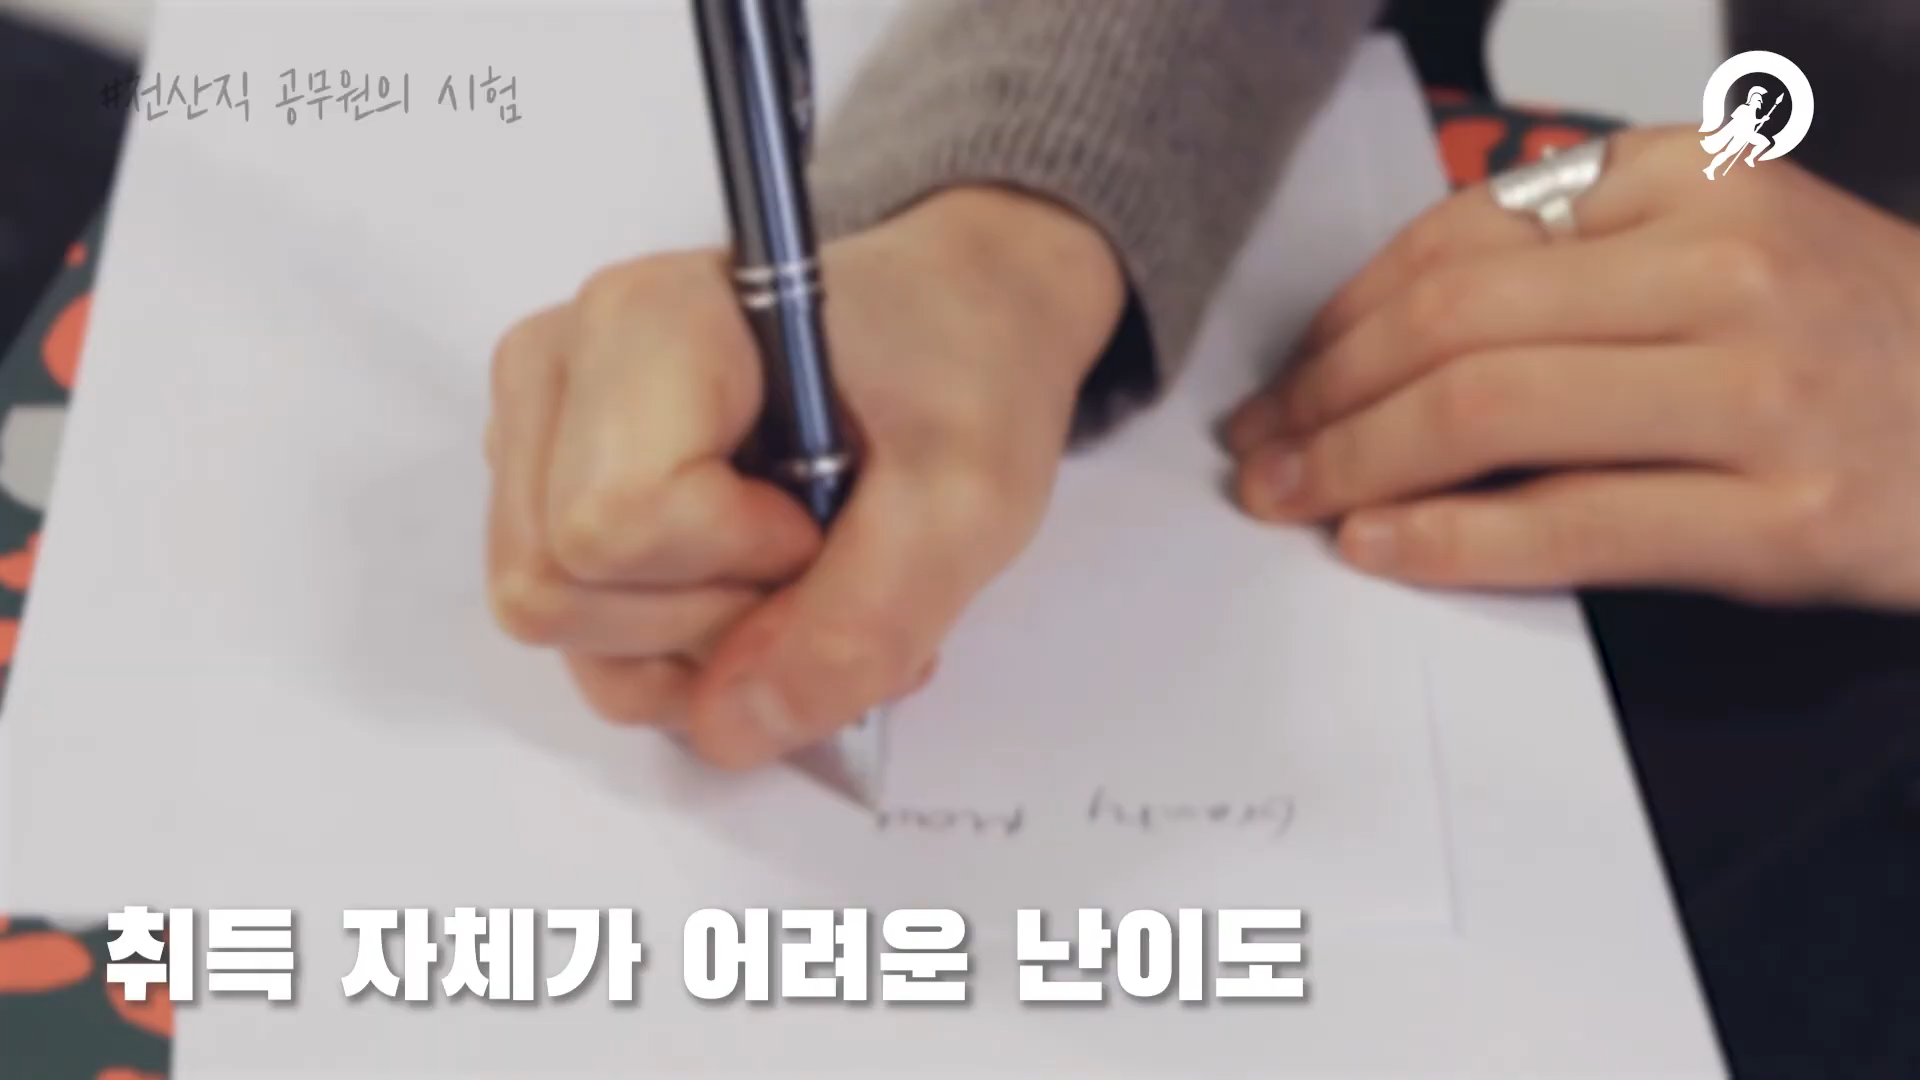 #전산직 공무원의 시험
취득 자체가 어려운 난이도